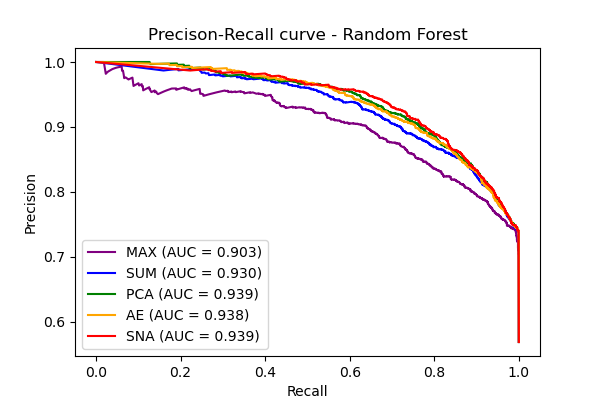 Precison-Recall curve - Random Forest
Precision
1.0
0.9
0.8
0.7
0.6
MAX (AUC = 0.903)
SUM (AUC = 0.930)
PCA (AUC = 0.939)
AE (AUC = 0.938)
SNA (AUC = 0.939)
0.0 0.2 0.4 0.6 0.8 1.0
Recall